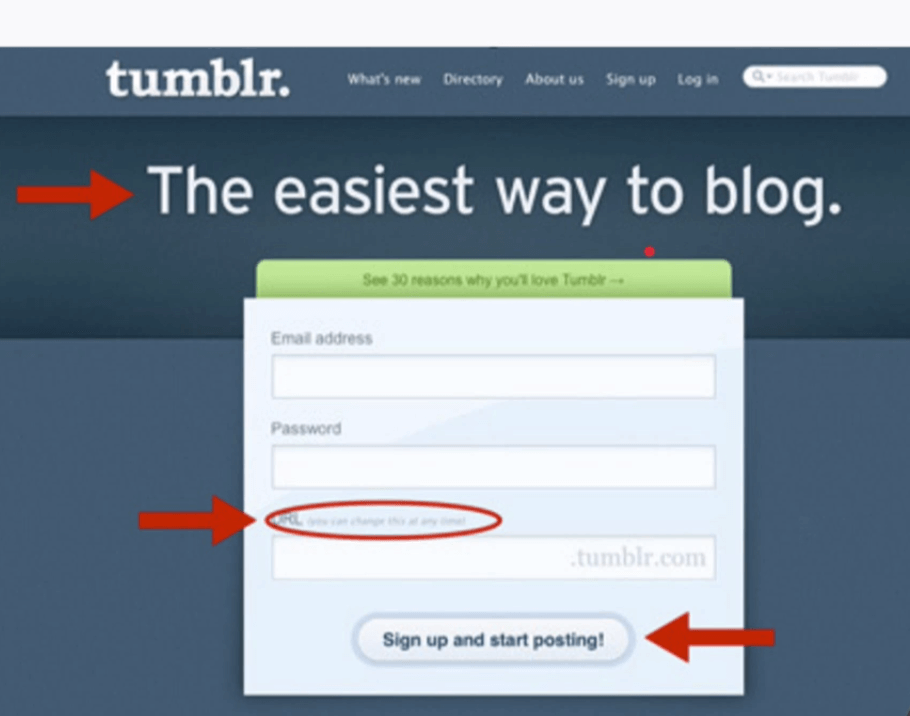 tumblr.
What's new Directory About us Sign up Log in Search Tumblr
The easiest way to blog.
See 30 reasons why you'll love Tumblr →
Email address
Password
URL (you can change this at any time)
.tumblr.com
Sign up and start posting!